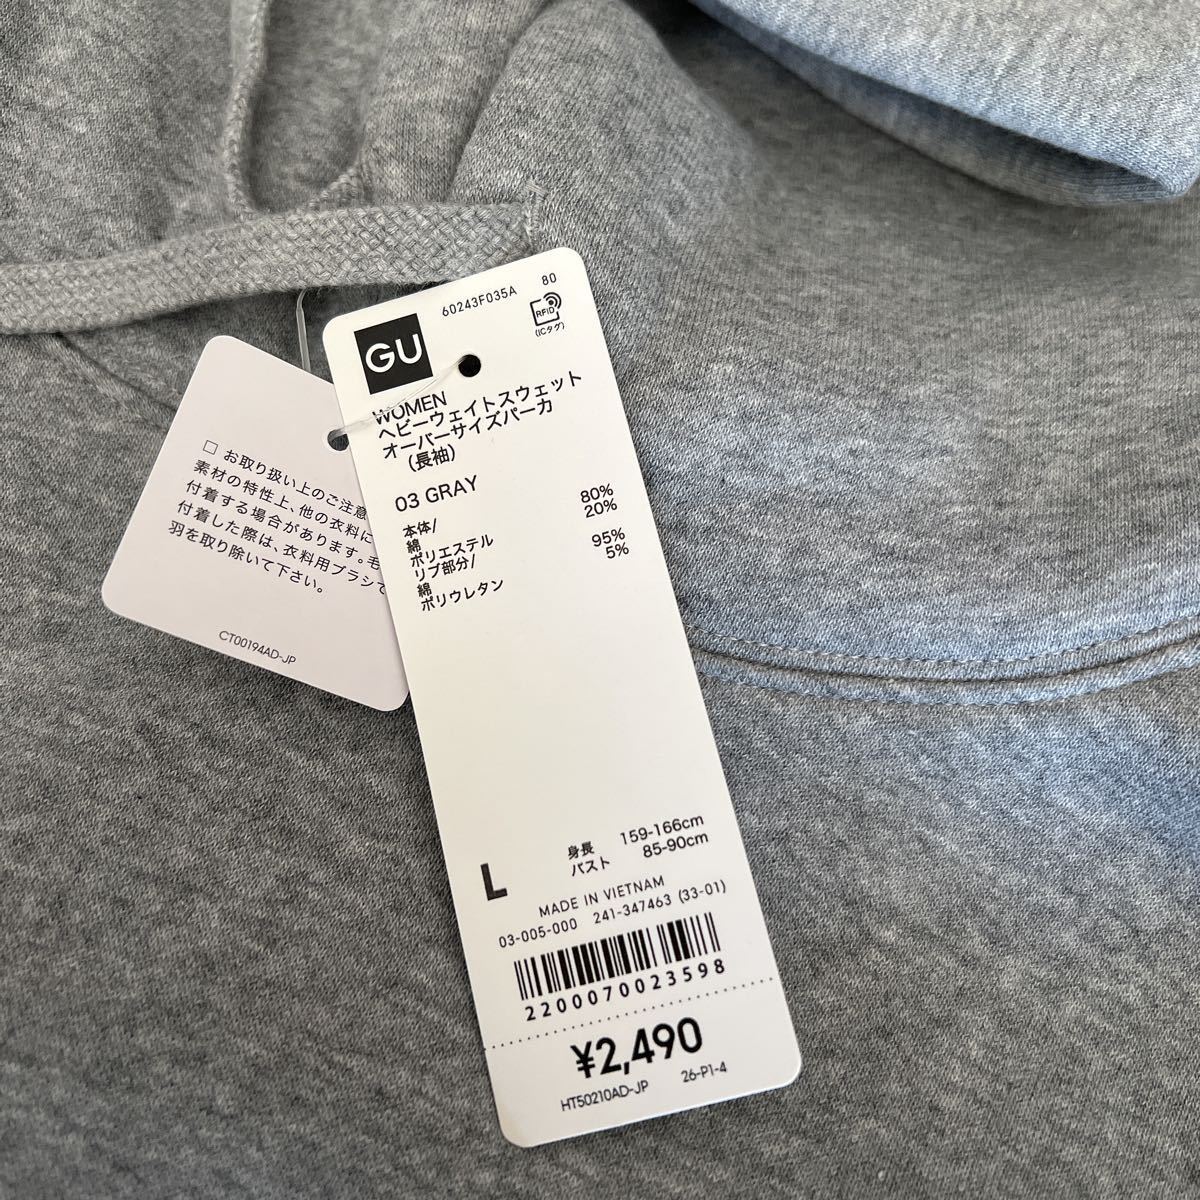 60243F035A 80
GU
RFID
(ICタグ)
WOMEN
ヘビーウェイトスウェット
オーバーサイズパーカ
(長袖)
03 GRAY
本体/
綿 80%
ポリエステル 20%
リブ部分/
綿 95%
ポリウレタン 5%
L
身長 159-166cm
バスト 85-90cm
MADE IN VIETNAM
03-005-000 241-347463 (33-01)
2200070023598
¥2,490
HT50210AD-JP 26-P1-4
□ お取り扱い上のご注意
素材の特性上、他の衣料に
付着する場合があります。毛
付着した際は、衣料用ブラシで
羽を取り除いて下さい。
CT00194AD-JP